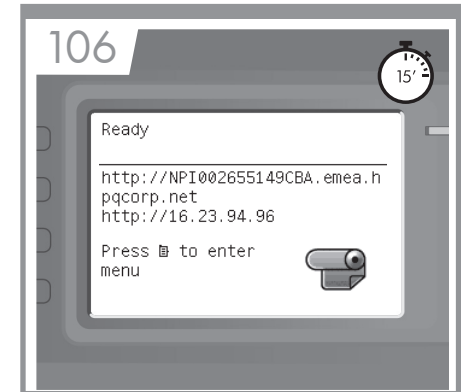 106
15′
Ready
http://NPI002655149CBA.emea.h
pqcorp.net
http://16.23.94.96
Press to enter
menu